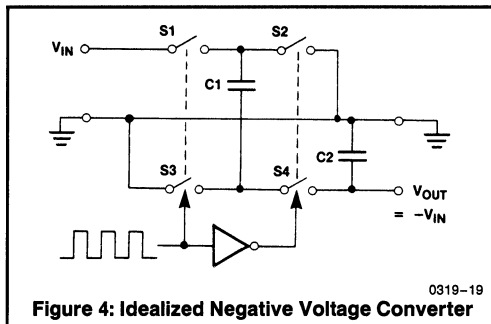 S1
S2
VIN
C1
S3
S4
C2
VOUT
= -VIN
0319-19
Figure 4: Idealized Negative Voltage Converter